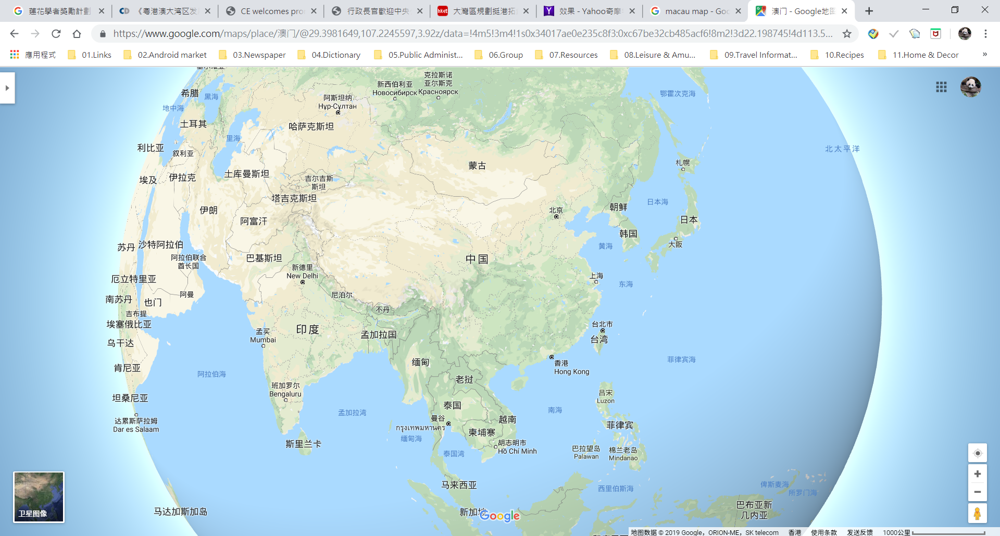 蓮花學者獎勵計劃
《粤港澳大湾区发
CE welcomes pro
行政長官歡迎中央
大灣區規劃挺港拓
效果 - Yahoo奇摩
macau map - Goo
澳门 - Google地图
https://www.google.com/maps/place/澳门/@29.3981649,107.2245597,3.92z/data=!4m5!3m4!1s0x34017ae0e235c8f3:0xc67be32cb485acf6!8m2!3d22.198745!4d113.5...
應用程式
01.Links
02.Android market
03.Newspaper
04.Dictionary
05.Public Administ...
06.Group
07.Resources
08.Leisure & Amu...
09.Travel Informat...
10.Recipes
11.Home & Decor
»
克拉斯诺
亚尔斯克
Красноярск
新西伯利亚
Новосибирск
希腊
黑海
阿斯坦纳
Нұр-Сұлтан
鄂霍次克海
地中海
土耳其
哈萨克斯坦
里海
利比亚
叙利亚
北太平洋
蒙古
札幌
埃及
伊拉克
土库曼斯坦
吉尔吉斯
斯坦
塔吉克斯坦
日本海
伊朗
北京
朝鲜
阿富汗
日本
韩国
苏丹
沙特阿拉伯
大阪
黄海
阿拉伯联合
酋长国
巴基斯坦
中国
新德里
New Delhi
上海
东海
厄立特里亚
阿曼
尼泊尔
南苏丹
也门
不丹
吉布提
埃塞俄比亚
台北市
印度
孟买
Mumbai
孟加拉国
台湾
乌干达
缅甸
香港
Hong Kong
菲律宾海
肯尼亚
阿拉伯海
老挝
班加罗尔
Bengaluru
吕宋
Luzon
坦桑尼亚
泰国
孟加拉湾
南海
达累斯萨拉姆
Dar es Salaam
曼谷
กรุงเทพมหานคร
越南
菲律宾
柬埔寨
缅甸海
斯里兰卡
胡志明市
Hồ Chí Minh
巴拉望岛
Palawan
棉兰老岛
Mindanao
泰国湾
马来西亚
西里伯斯海
俾斯麦海
所罗门海
马达加斯加岛
新加坡
Google
巴布亚新
几内亚
卫星图像
地图数据 © 2019 Google, ORION-ME, SK telecom
香港
使用条款
发送反馈
1000公里